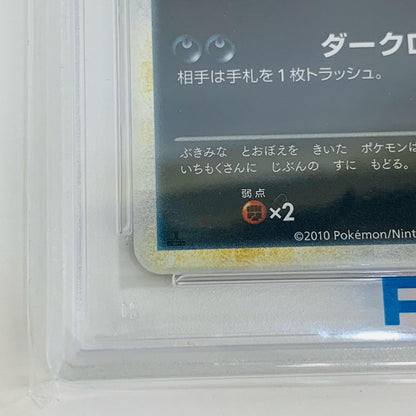 ダークロ
相手は手札を1枚トラッシュ。
ぶきみな とおぼえを きいた ポケモンは
いちもくさんに じぶんの すに もどる。
弱点
×2
©2010 Pokémon/Nint